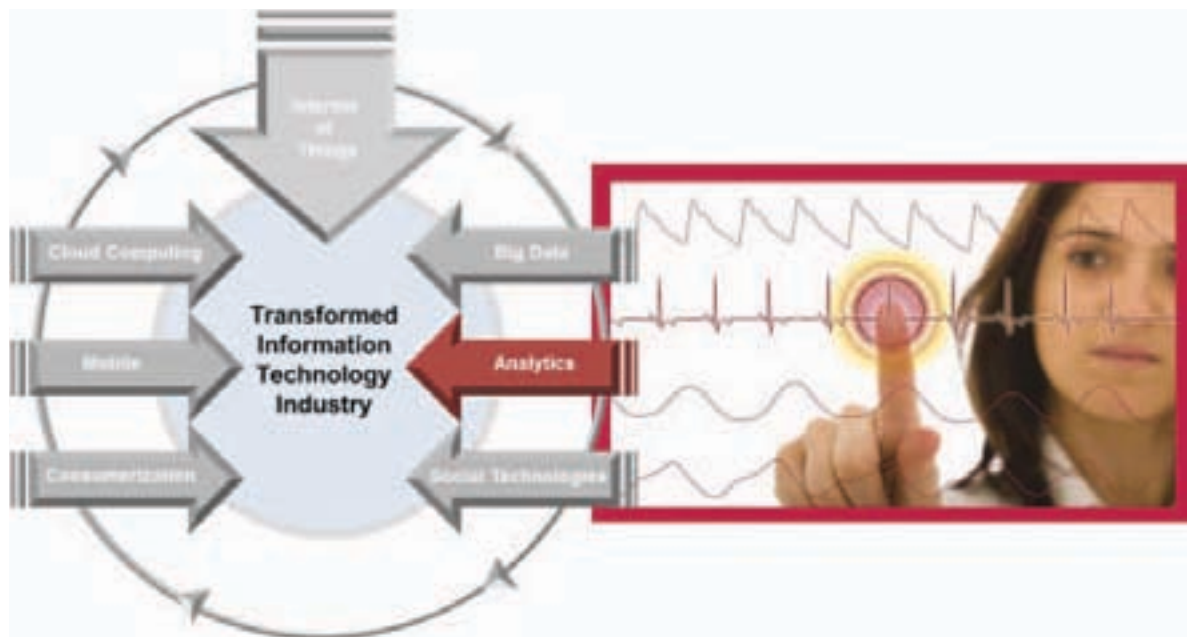 Internet
of
Things
Cloud Computing
Big Data
Transformed
Information
Technology
Industry
Mobile
Analytics
Consumerization
Social Technologies